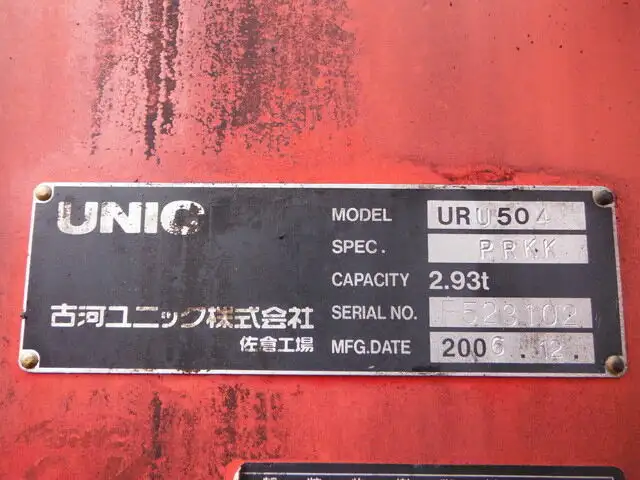 UNIC
古河ユニック株式会社
佐倉工場
MODEL URU504
SPEC. PRKK
CAPACITY 2.93t
SERIAL NO. F523102
MFG.DATE 2006.12.